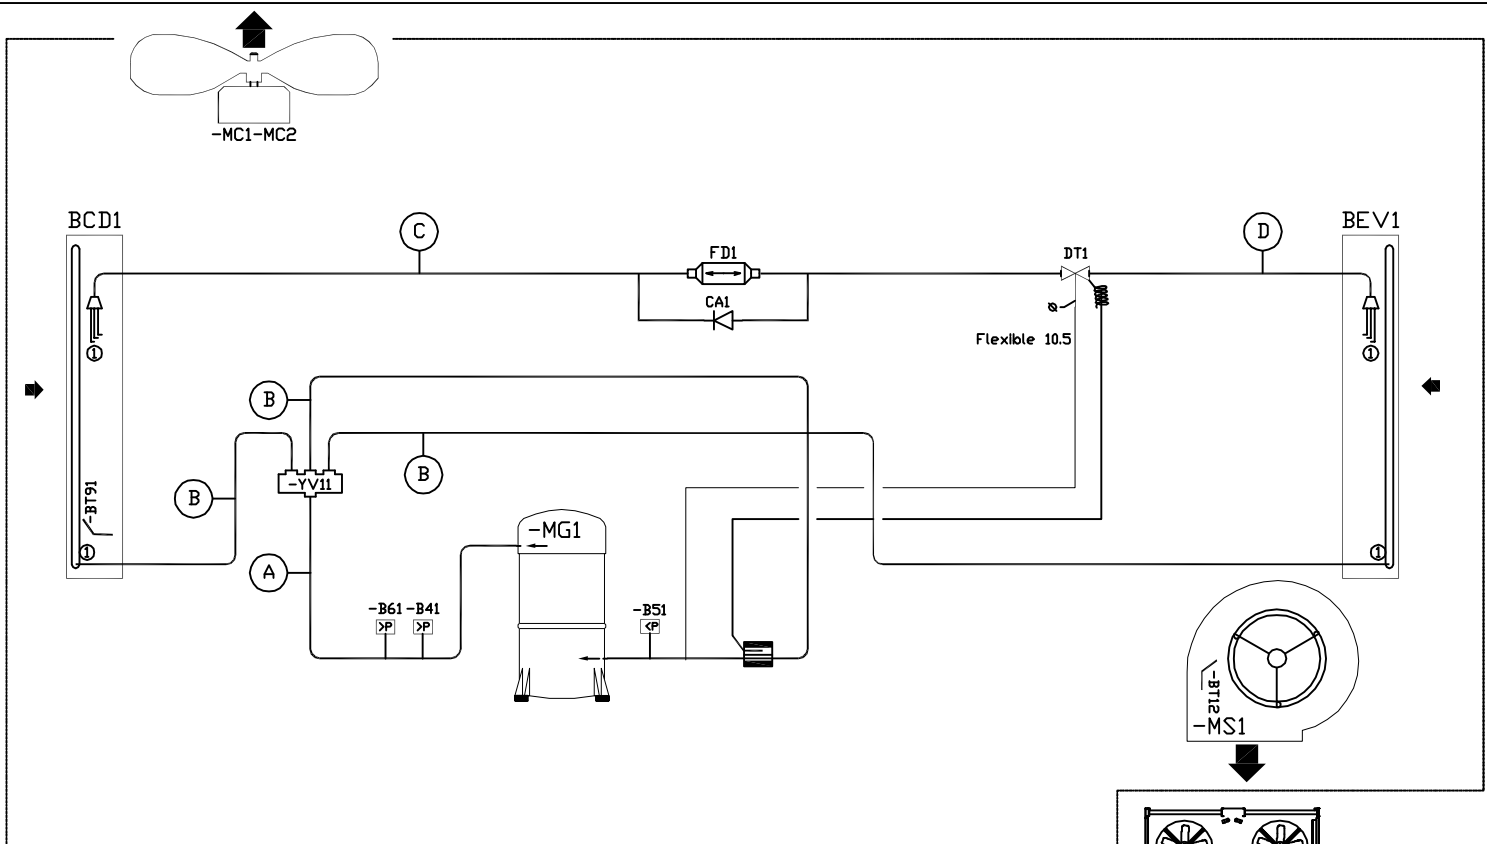 -MC1-MC2
BCD1
C
FD1
DT1
D
BEV1
CA1
Ø
Flexible 10.5
1
1
B
B
-YV11
B
-BT91
-MG1
1
1
A
-B61 -B41
>P >P
-B51
<P
-BT12
-MS1